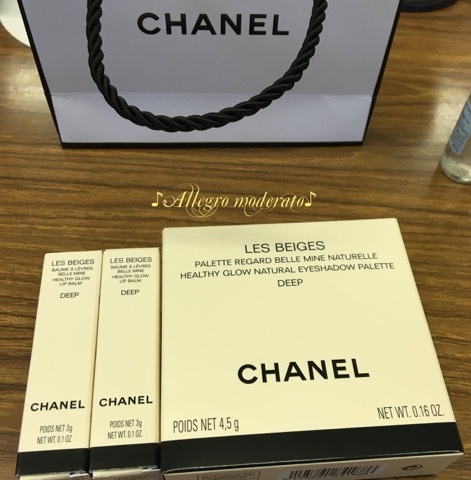 CHANEL
♪Allegro moderato♪
LES BEIGES
BAUME À LÈVRES
BELLE MINE
HEALTHY GLOW
LIP BALM
DEEP
CHANEL
POIDS NET 3g
NET WT. 0.1 OZ.
LES BEIGES
BAUME À LÈVRES
BELLE MINE
HEALTHY GLOW
LIP BALM
DEEP
CHANEL
POIDS NET 3g
NET WT. 0.1 OZ.
LES BEIGES
PALETTE REGARD BELLE MINE NATURELLE
HEALTHY GLOW NATURAL EYESHADOW PALETTE
DEEP
CHANEL
POIDS NET 4,5 g
NET WT. 0.16 OZ.